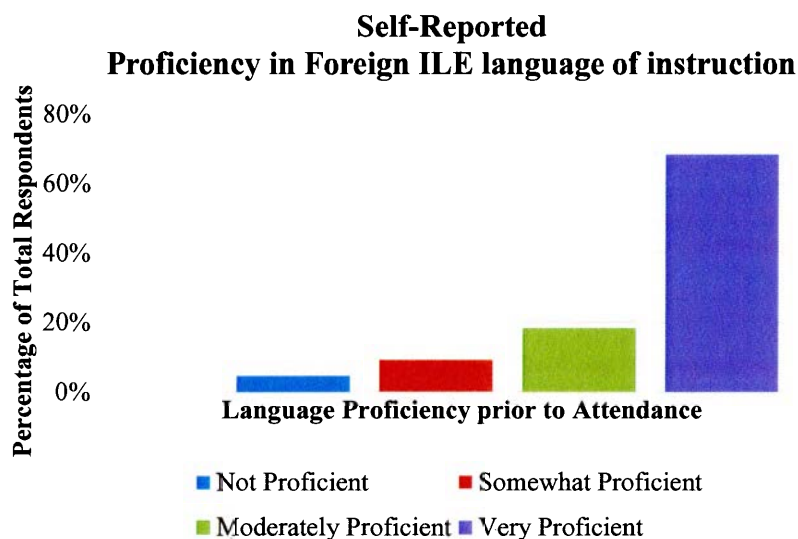 Self-Reported
Proficiency in Foreign ILE language of instruction
Percentage of Total Respondents
80%
60%
40%
20%
0%
Language Proficiency prior to Attendance
Not Proficient
Somewhat Proficient
Moderately Proficient
Very Proficient